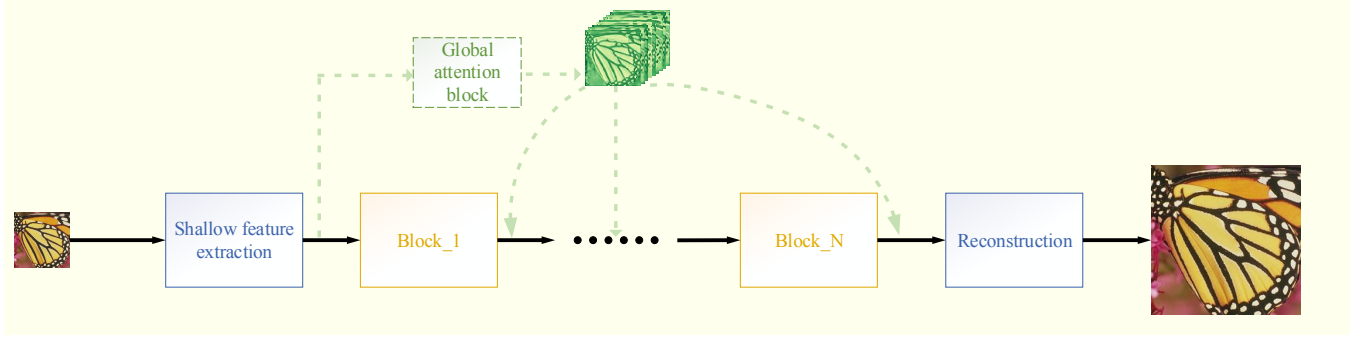 Global
attention
block
Shallow feature
extraction
Block_1
Block_N
Reconstruction